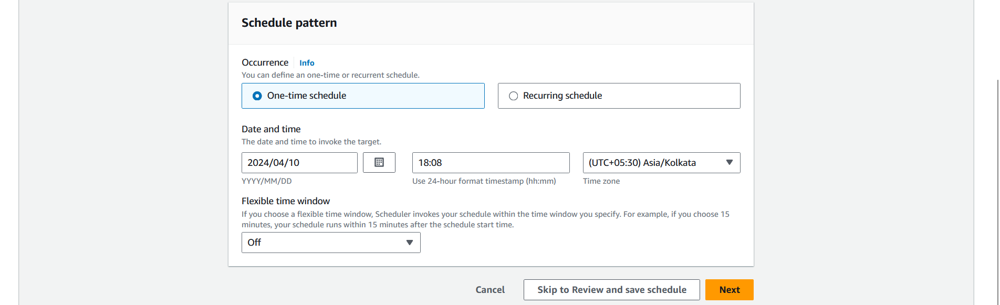 Schedule pattern
Occurrence Info
You can define an one-time or recurrent schedule.
One-time schedule Recurring schedule
Date and time
The date and time to invoke the target.
2024/04/10 18:08 (UTC+05:30) Asia/Kolkata
YYYY/MM/DD Use 24-hour format timestamp (hh:mm) Time zone
Flexible time window
If you choose a flexible time window, Scheduler invokes your schedule within the time window you specify. For example, if you choose 15
minutes, your schedule runs within 15 minutes after the schedule start time.
Off
Cancel Skip to Review and save schedule Next